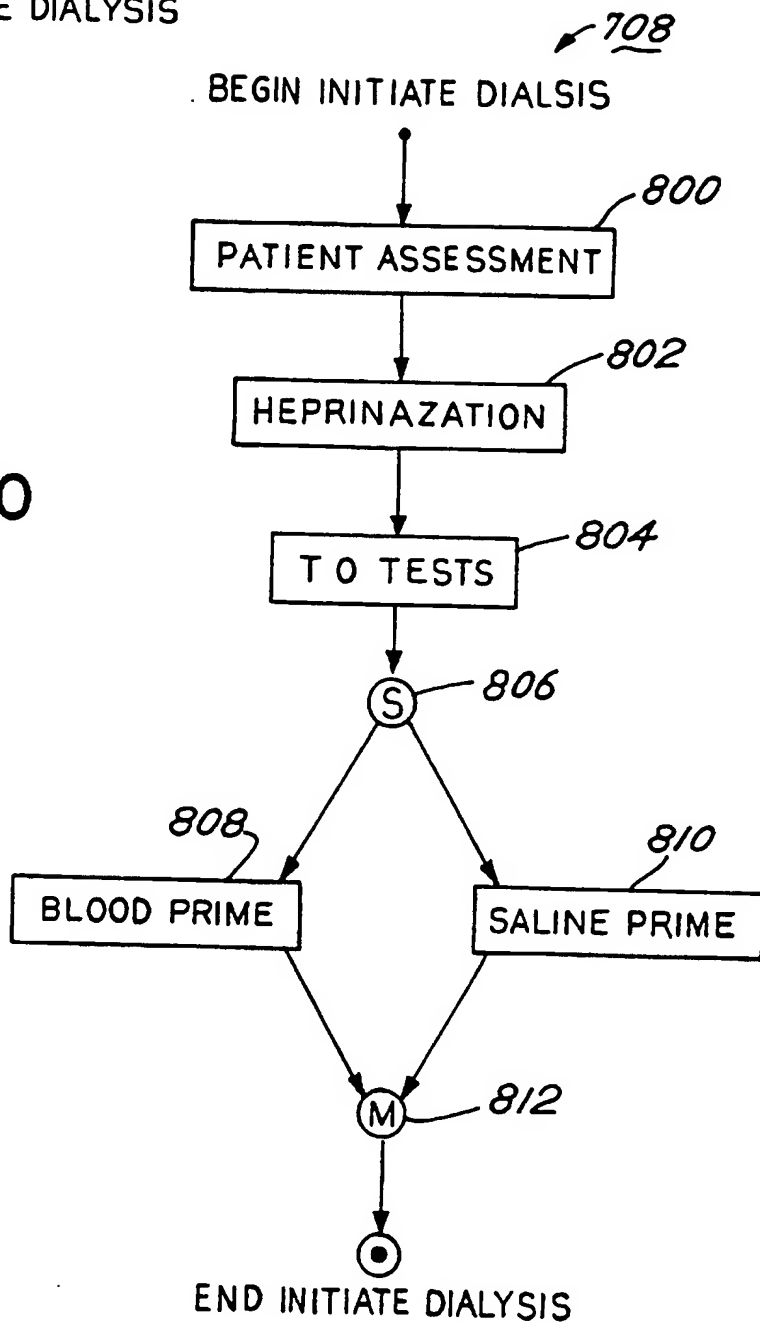 DIALYSIS
708
BEGIN INITIATE DIALSIS
800
PATIENT ASSESSMENT
802
HEPRINAZATION
804
T O TESTS
S
806
808
BLOOD PRIME
810
SALINE PRIME
M
812
END INITIATE DIALYSIS